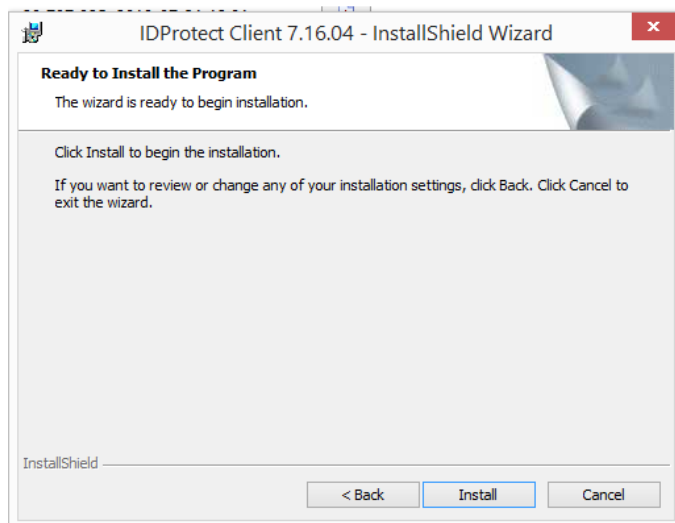 IDProtect Client 7.16.04 - InstallShield Wizard
Ready to Install the Program
The wizard is ready to begin installation.
Click Install to begin the installation.
If you want to review or change any of your installation settings, click Back. Click Cancel to
exit the wizard.
InstallShield
< Back
Install
Cancel